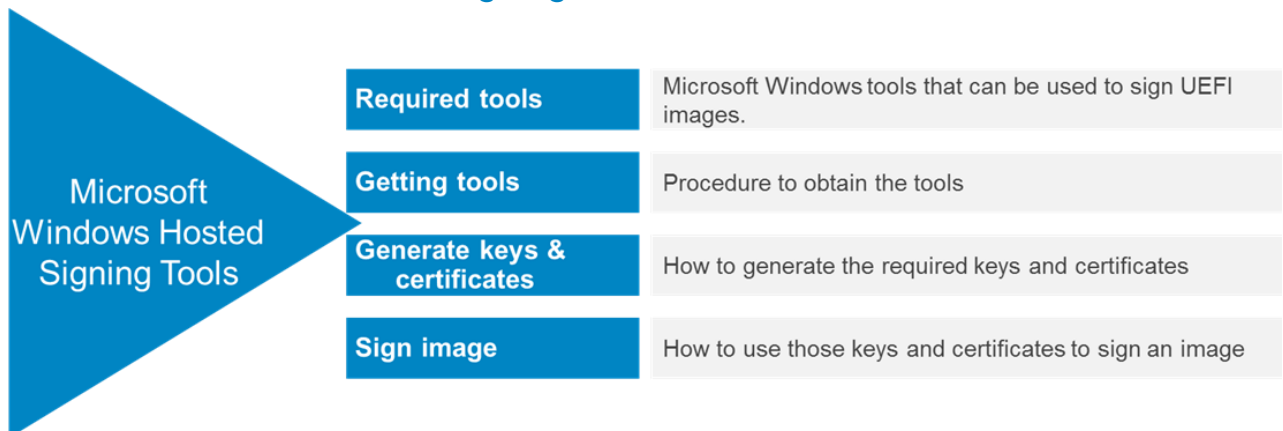 Microsoft
Windows Hosted
Signing Tools
Required tools
Microsoft Windows tools that can be used to sign UEFI
images.
Getting tools
Procedure to obtain the tools
Generate keys &
certificates
How to generate the required keys and certificates
Sign image
How to use those keys and certificates to sign an image